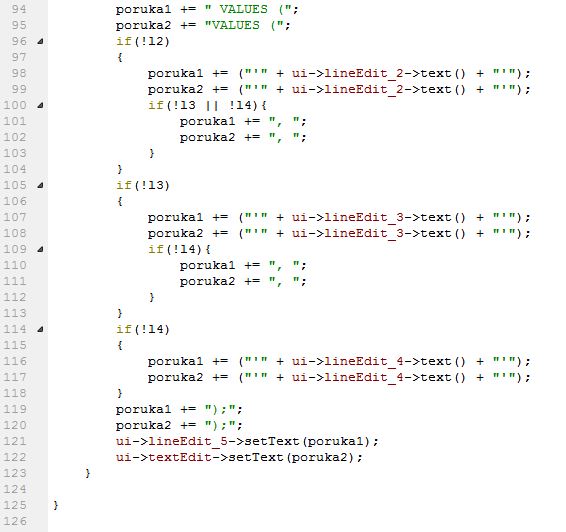 94         poruka1 += " VALUES (";
95         poruka2 += "VALUES (";
96         if(!l2)
97         {
98             poruka1 += ("'" + ui->lineEdit_2->text() + "'");
99             poruka2 += ("'" + ui->lineEdit_2->text() + "'");
100             if(!l3 || !l4){
101                 poruka1 += ", ";
102                 poruka2 += ", ";
103             }
104         }
105         if(!l3)
106         {
107             poruka1 += ("'" + ui->lineEdit_3->text() + "'");
108             poruka2 += ("'" + ui->lineEdit_3->text() + "'");
109             if(!l4){
110                 poruka1 += ", ";
111                 poruka2 += ", ";
112             }
113         }
114         if(!l4)
115         {
116             poruka1 += ("'" + ui->lineEdit_4->text() + "'");
117             poruka2 += ("'" + ui->lineEdit_4->text() + "'");
118         }
119         poruka1 += ");";
120         poruka2 += ");";
121         ui->lineEdit_5->setText(poruka1);
122         ui->textEdit->setText(poruka2);
123     }
124
125 }
126